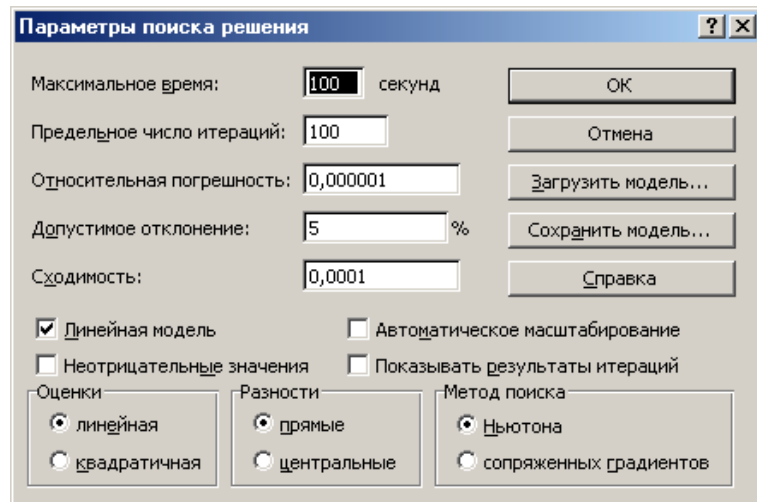 Параметры поиска решения
Максимальное время: 100 секунд OK
Предельное число итераций: 100 Отмена
Относительная погрешность: 0,000001 Загрузить модель...
Допустимое отклонение: 5 % Сохранить модель...
Сходимость: 0,0001 Справка
Линейная модель Автоматическое масштабирование
Неотрицательные значения Показывать результаты итераций
Оценки Разности Метод поиска
линейная прямые Ньютона
квадратичная центральные сопряженных градиентов